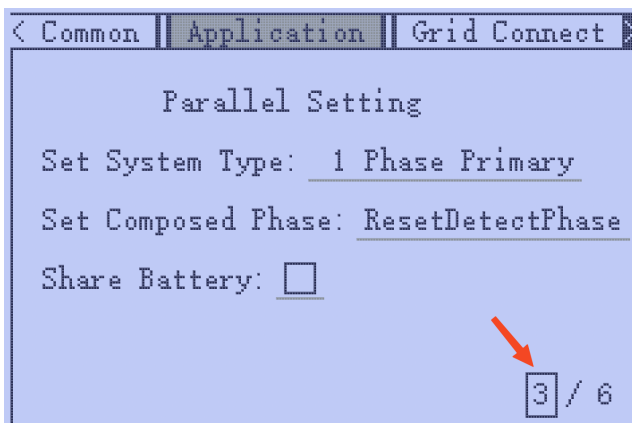 < Common Application Grid Connect
Parallel Setting
Set System Type: 1 Phase Primary
Set Composed Phase: ResetDetectPhase
Share Battery:
3 / 6